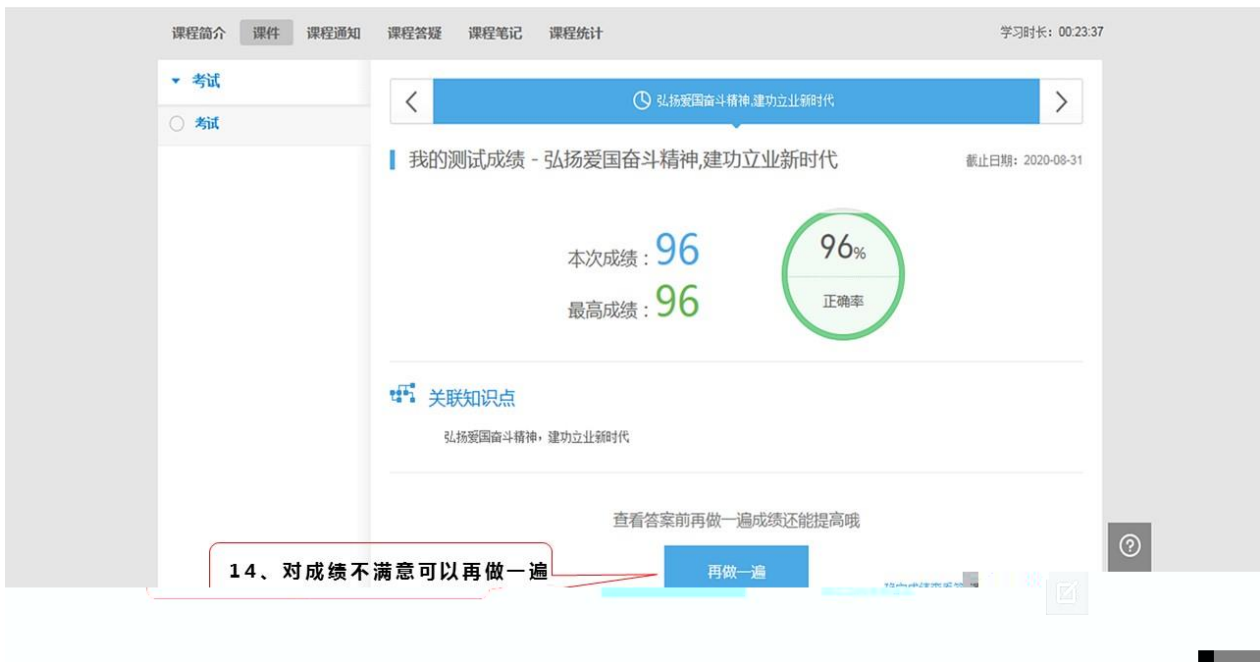 课程简介 课件 课程通知 课程答疑 课程笔记 课程统计 学习时长：00:23:37
考试
考试
弘扬爱国奋斗精神,建功立业新时代
我的测试成绩 - 弘扬爱国奋斗精神,建功立业新时代 截止日期：2020-08-31
本次成绩：96
最高成绩：96
96%
正确率
关联知识点
弘扬爱国奋斗精神，建功立业新时代
查看答案前再做一遍成绩还能提高哦
14、对成绩不满意可以再做一遍
再做一遍